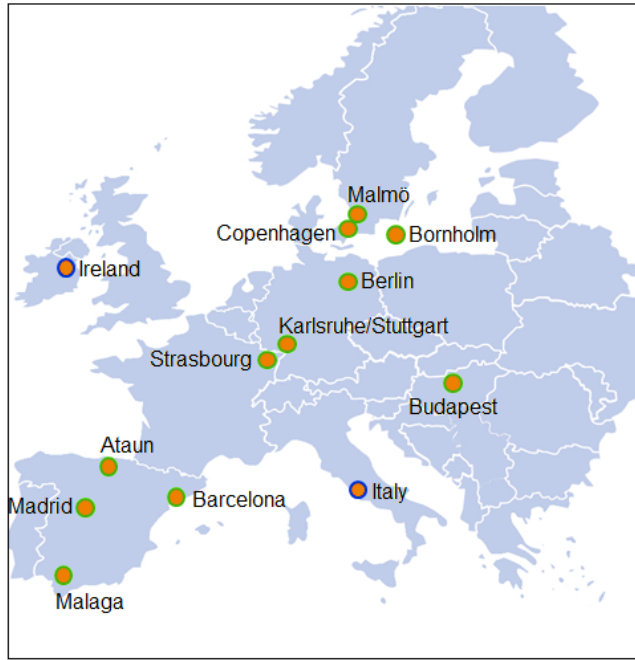 Malmö
Copenhagen
Bornholm
Ireland
Berlin
Karlsruhe/Stuttgart
Strasbourg
Budapest
Ataun
Madrid
Barcelona
Italy
Malaga